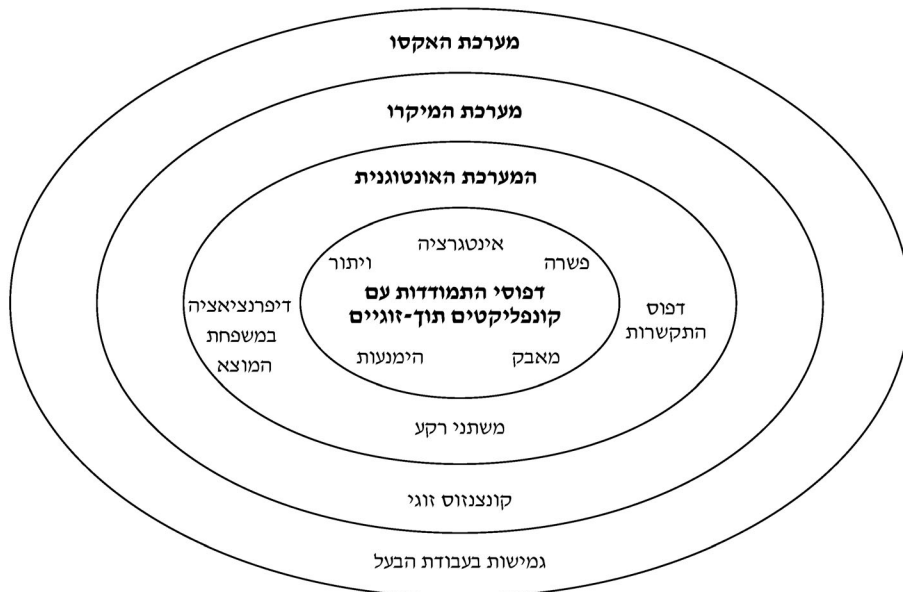 מערכת האקסו
מערכת המיקרו
המערכת האונטוגנית
אינטגרציה
פשרה
ויתור
דפוסי התמודדות עם
קונפליקטים תוך-זוגיים
מאבק
הימנעות
דפוס
התקשרות
דיפרנציאציה
במשפחת
המוצא
משתני רקע
קונצנזוס זוגי
גמישות בעבודת הבעל